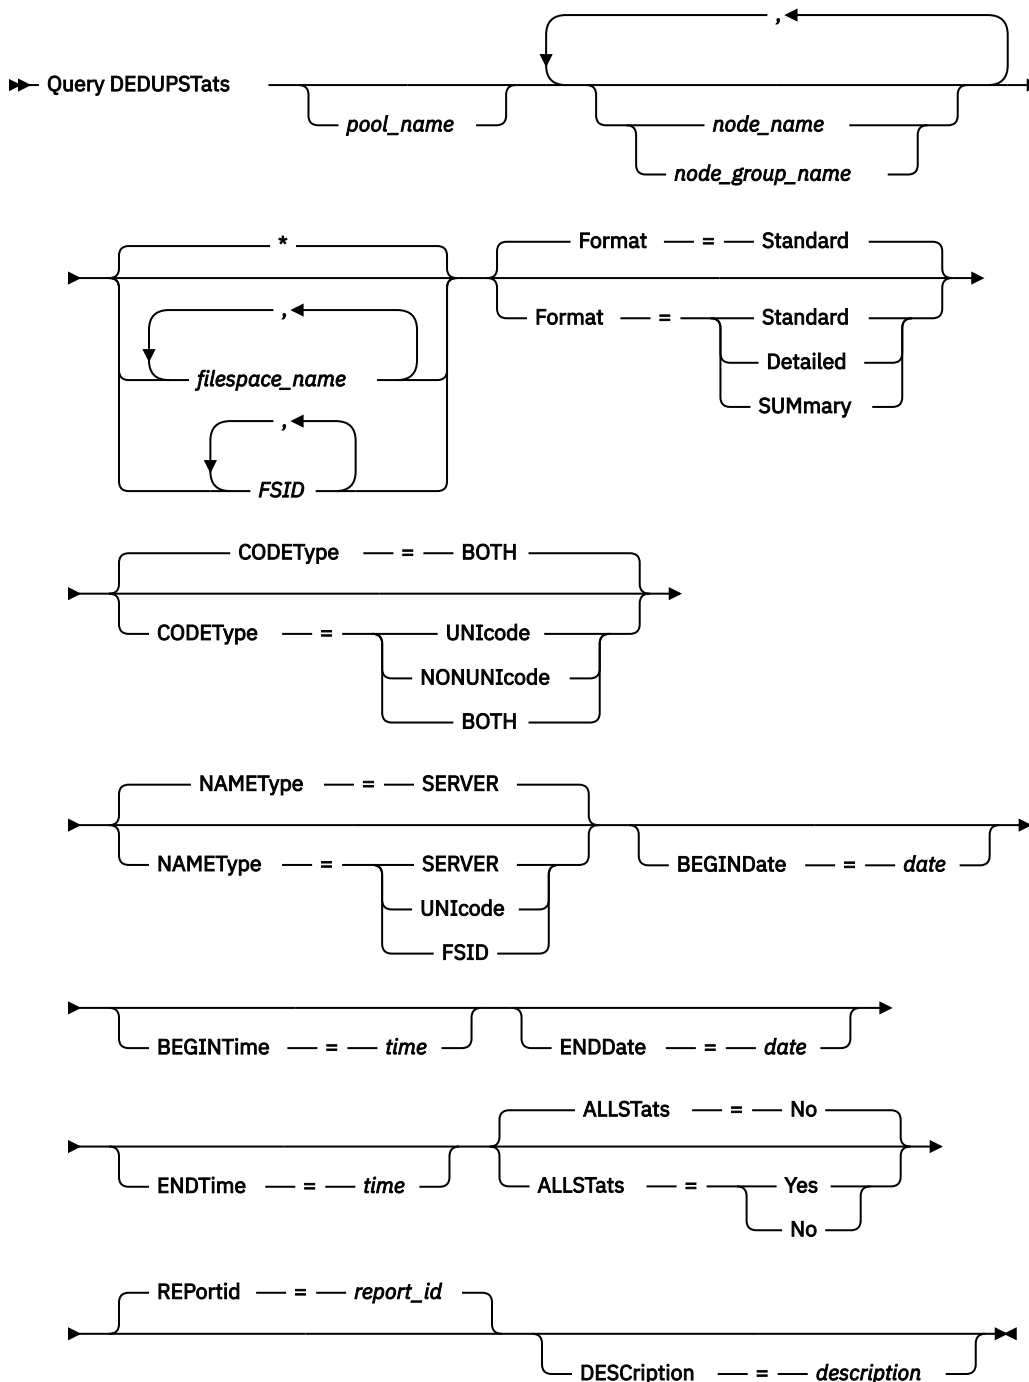 ,
Query DEDUPSTats
pool_name
node_name
node_group_name
*
,
filespace_name
,
FSID
Format = Standard
Format = Standard
Detailed
SUMmary
CODEType = BOTH
CODEType = UNIcode
NONUNIcode
BOTH
NAMEType = SERVER
NAMEType = SERVER
UNIcode
FSID
BEGINDate = date
BEGINTime = time
ENDDate = date
ENDTime = time
ALLSTats = No
ALLSTats = Yes
No
REPortid = report_id
DESCription = description